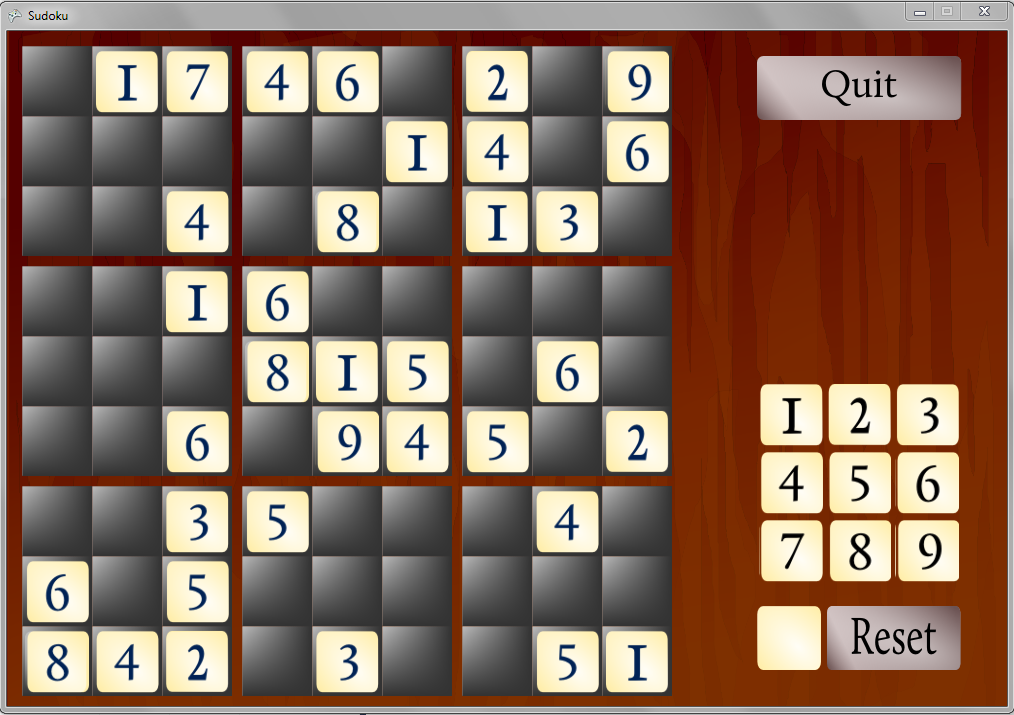 Sudoku
1 7 4 6 2 9
Quit
1 4 6
4 8 1 3
1 6
8 1 5 6
6 9 4 5 2
1 2 3
4 5 6
7 8 9
3 5 4
6 5
8 4 2 3 5 1
Reset